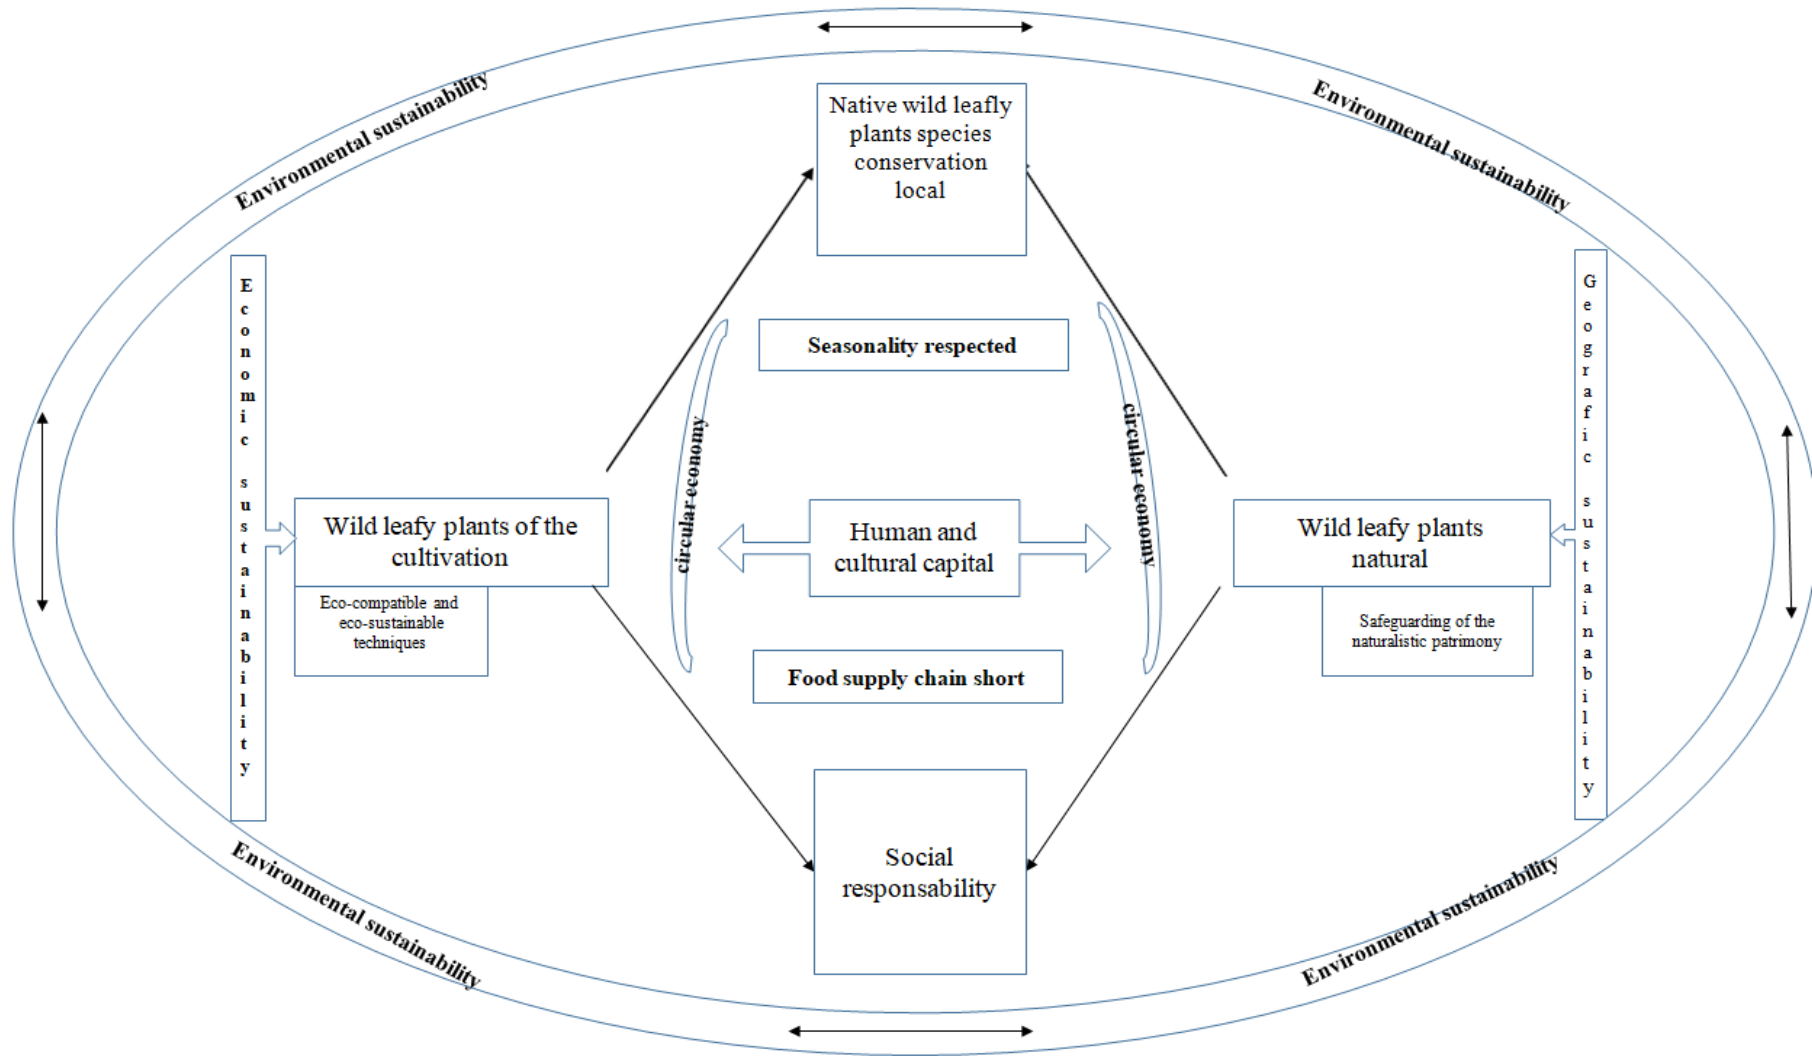 Environmental sustainability
Environmental sustainability
Native wild leafly
plants species
conservation
local
Economic sustainability
Geografic sustainability
Seasonality respected
circular economy
circular economy
Wild leafy plants of the
cultivation
Human and
cultural capital
Wild leafy plants
natural
Eco-compatible and
eco-sustainable
techniques
Safeguarding of the
naturalistic patrimony
Food supply chain short
Social
responsability
Environmental sustainability
Environmental sustainability